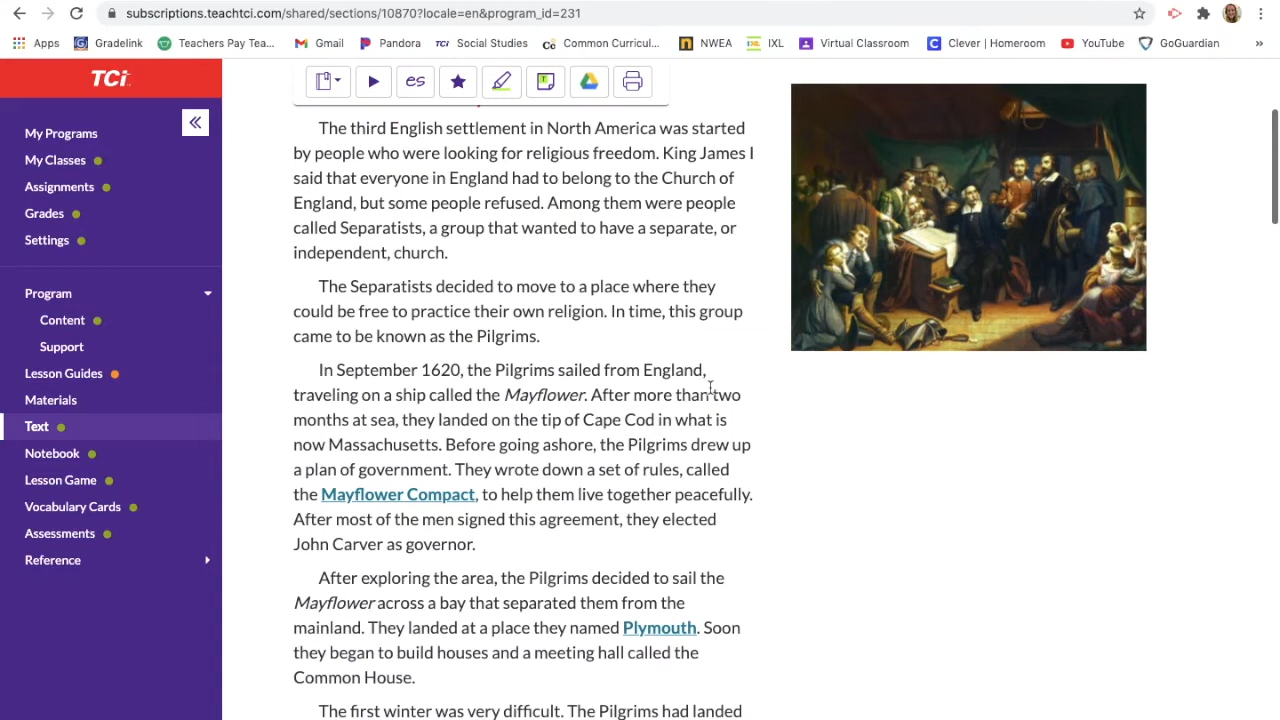 subscriptions.teachtci.com/shared/sections/10870?locale=en&program_id=231
Apps Gradelink Teachers Pay Tea... Gmail Pandora TCi Social Studies Cc Common Curricul... NWEA IXL Virtual Classroom Clever | Homeroom YouTube GoGuardian »
TCi
My Programs
My Classes
Assignments
Grades
Settings
Program
Content
Support
Lesson Guides
Materials
Text
Notebook
Lesson Game
Vocabulary Cards
Assessments
Reference
es
T
The third English settlement in North America was started
by people who were looking for religious freedom. King James I
said that everyone in England had to belong to the Church of
England, but some people refused. Among them were people
called Separatists, a group that wanted to have a separate, or
independent, church.
The Separatists decided to move to a place where they
could be free to practice their own religion. In time, this group
came to be known as the Pilgrims.
In September 1620, the Pilgrims sailed from England,
traveling on a ship called the Mayflower. After more than two
months at sea, they landed on the tip of Cape Cod in what is
now Massachusetts. Before going ashore, the Pilgrims drew up
a plan of government. They wrote down a set of rules, called
the Mayflower Compact, to help them live together peacefully.
After most of the men signed this agreement, they elected
John Carver as governor.
After exploring the area, the Pilgrims decided to sail the
Mayflower across a bay that separated them from the
mainland. They landed at a place they named Plymouth. Soon
they began to build houses and a meeting hall called the
Common House.
The first winter was very difficult. The Pilgrims had landed